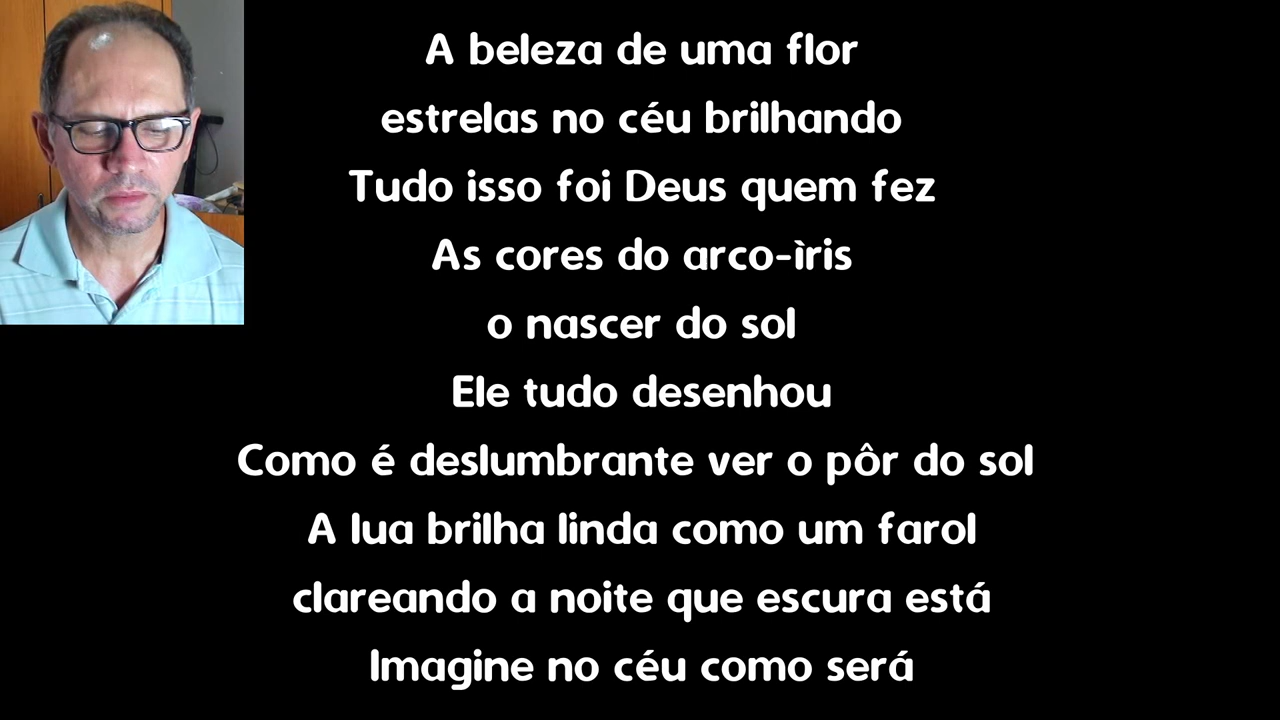 A beleza de uma flor
estrelas no céu brilhando
Tudo isso foi Deus quem fez
As cores do arco-ìris
o nascer do sol
Ele tudo desenhou
Como é deslumbrante ver o pôr do sol
A lua brilha linda como um farol
clareando a noite que escura está
Imagine no céu como será